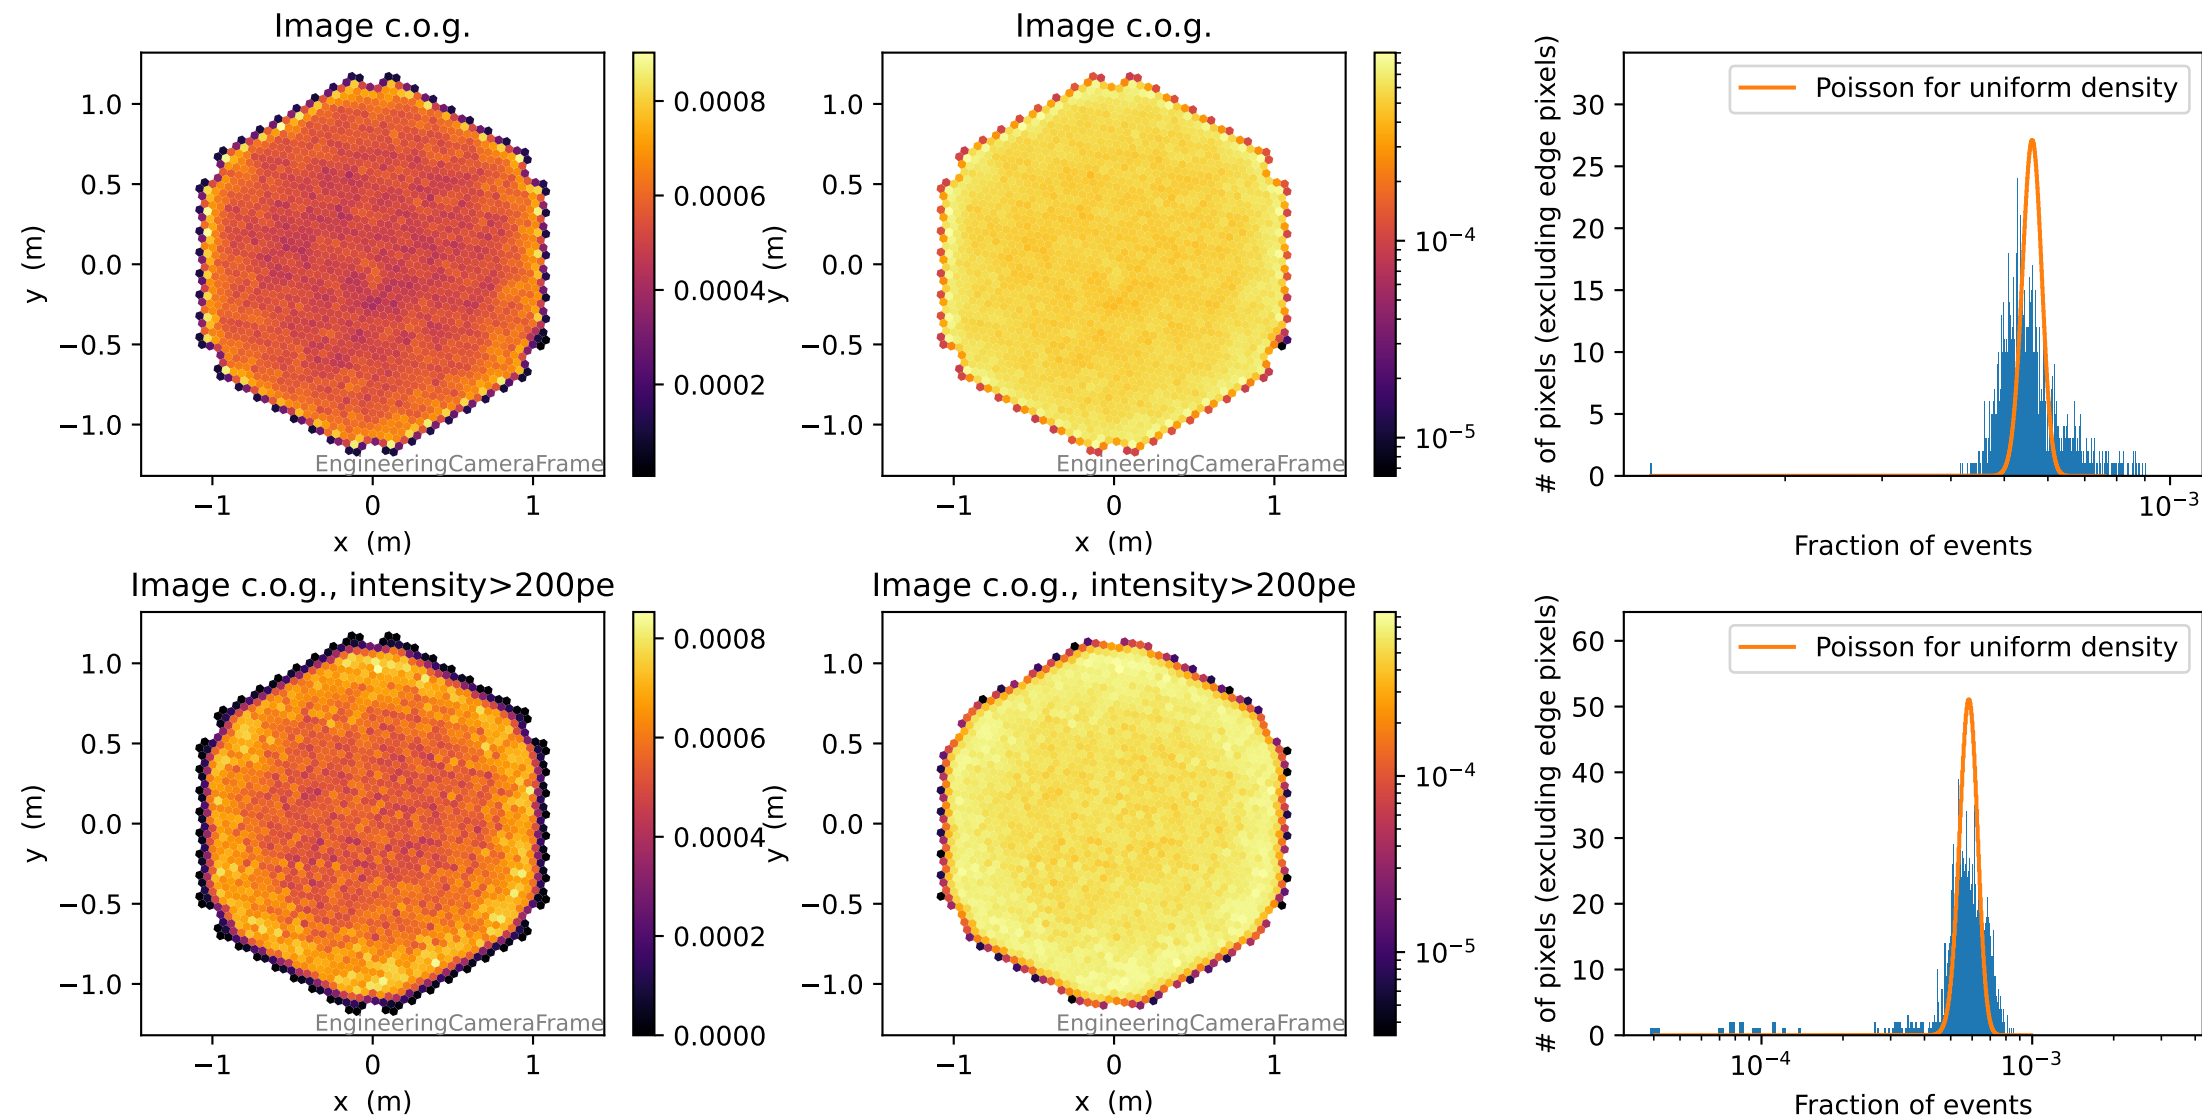 Image c.o.g.
y (m)
1.0
0.5
0.0
−0.5
−1.0
−1
0
1
x (m)
EngineeringCameraFrame
0.0008
0.0006
0.0004
0.0002
Image c.o.g.
y (m)
1.0
0.5
0.0
−0.5
−1.0
−1
0
1
x (m)
EngineeringCameraFrame
10−4
10−5
# of pixels (excluding edge pixels)
30
25
20
15
10
5
0
Poisson for uniform density
10−3
Fraction of events
Image c.o.g., intensity>200pe
y (m)
1.0
0.5
0.0
−0.5
−1.0
−1
0
1
x (m)
EngineeringCameraFrame
0.0008
0.0006
0.0004
0.0002
0.0000
Image c.o.g., intensity>200pe
y (m)
1.0
0.5
0.0
−0.5
−1.0
−1
0
1
x (m)
EngineeringCameraFrame
10−4
10−5
# of pixels (excluding edge pixels)
60
50
40
30
20
10
0
Poisson for uniform density
10−4
10−3
Fraction of events